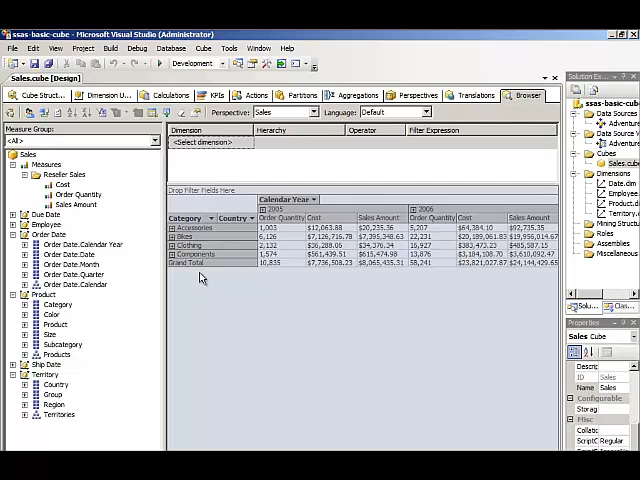 ssas-basic-cube - Microsoft Visual Studio (Administrator)
File Edit View Project Build Debug Database Cube Tools Window Help
Development
Sales.cube [Design]
Cube Struct... Dimension U... Calculations KPIs Actions Partitions Aggregations Perspectives Translations Browser
Perspective: Sales Language: Default
Measure Group:
<All>
Sales
Measures
Reseller Sales
Cost
Order Quantity
Sales Amount
Due Date
Employee
Order Date
Order Date.Calendar Year
Order Date.Date
Order Date.Month
Order Date.Quarter
Order Date.Calendar
Product
Category
Color
Product
Size
Subcategory
Products
Ship Date
Territory
Country
Group
Region
Territories
Dimension Hierarchy Operator Filter Expression
<Select dimension>
Drop Filter Fields Here
Calendar Year
2005 2006
Category Country Order Quantity Cost Sales Amount Order Quantity Cost Sales Amount
Accessories 1,003 $12,063.88 $20,235.36 5,207 $64,384.10 $92,735.35
Bikes 6,126 $7,126,716.78 $7,395,348.63 22,231 $20,189,061.83
Clothing 2,132 $36,288.06 $34,376.34 16,927 $383,473.23 $485,587.15
Components 1,574 $561,439.51 $615,474.98 13,876 $3,184,108.70 $3,610,092.47
Grand Total 10,835 $7,736,508.23 $8,065,435.31 58,241 $23,821,027.87 $24,144,429.65
Solution Ex...
ssas-basic-cub
Data Sources
Adventure
Data Source V
Adventure
Cubes
Sales.cub
Dimensions
Date.dim
Employee
Product.d
Territory.
Mining Struct
Roles
Assemblies
Miscellaneous
Solu... Clas...
Properties
Sales Cube
Descrip
ID Sales
Name Sales
Configurable
Storag
Misc
Collati
ScriptC Regular